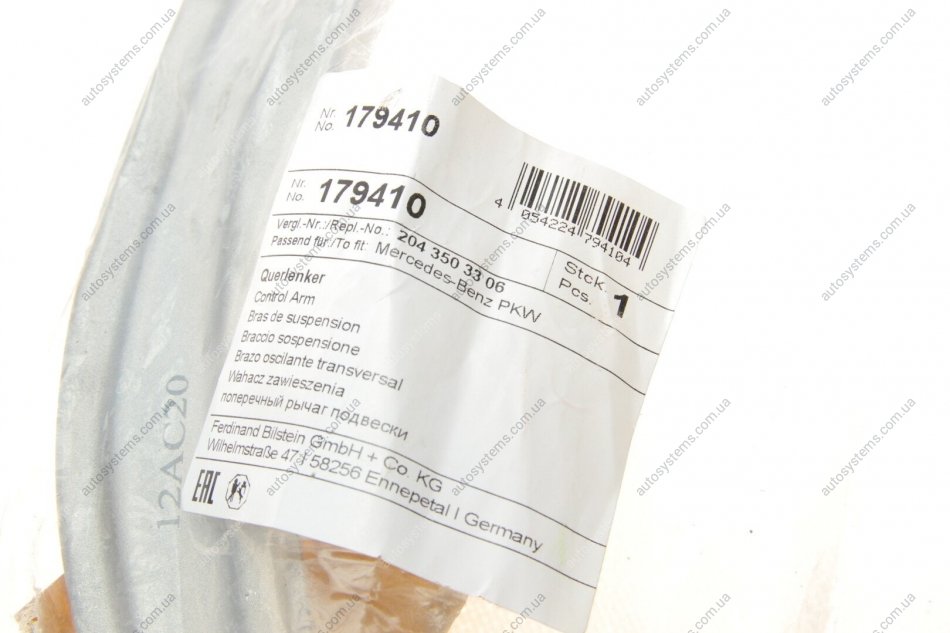 Nr.
No. 179410
Nr.
No. 179410
4 054224 794104
Vergl.-Nr.:/Repl.-No.: 204 350 33 06
Passend für:/To fit: Mercedes-Benz PKW
Stck.
Pcs. 1
Querlenker
Control Arm
Bras de suspension
Braccio sospensione
Brazo oscilante transversal
Wahacz zawieszenia
поперечный рычаг подвески
Ferdinand Bilstein GmbH + Co. KG
Wilhelmstraße 47 I 58256 Ennepetal I Germany
EAC
12AC20
autosystems.com.ua